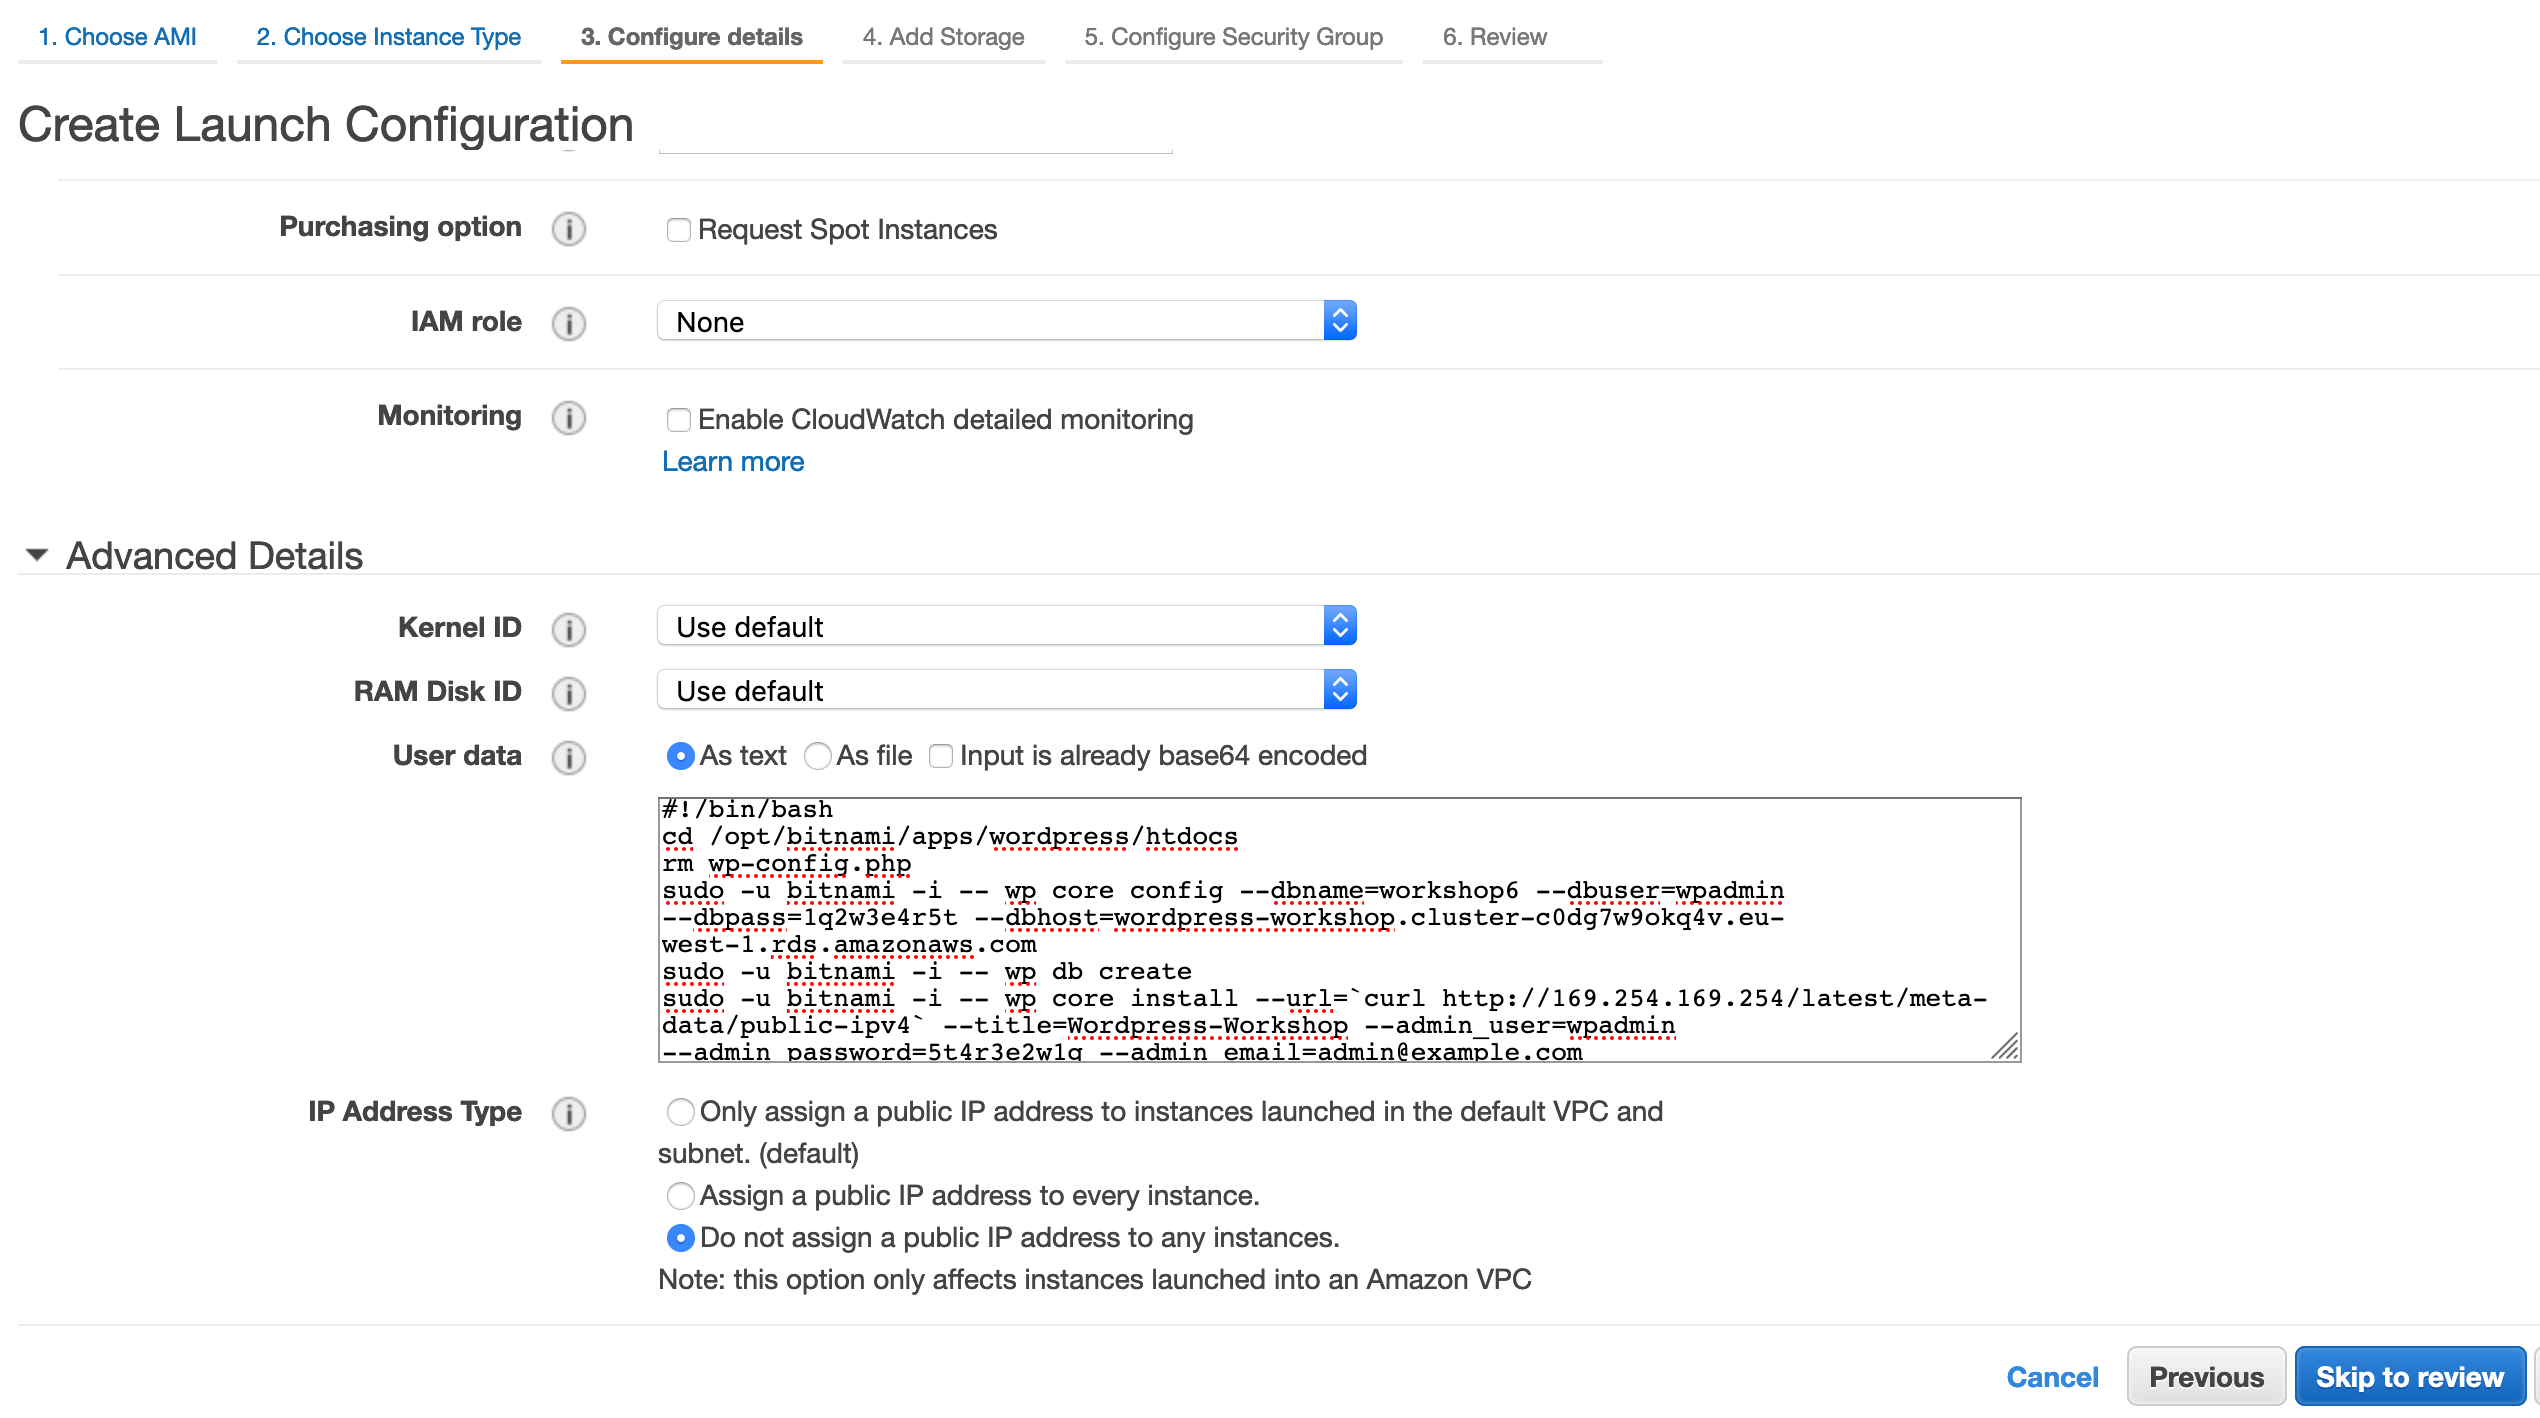 1. Choose AMI 2. Choose Instance Type 3. Configure details 4. Add Storage 5. Configure Security Group 6. Review
Create Launch Configuration
Purchasing option Request Spot Instances
IAM role None
Monitoring Enable CloudWatch detailed monitoring
Learn more
Advanced Details
Kernel ID Use default
RAM Disk ID Use default
User data As text As file Input is already base64 encoded
#!/bin/bash
cd /opt/bitnami/apps/wordpress/htdocs
rm wp-config.php
sudo -u bitnami -i -- wp core config --dbname=workshop6 --dbuser=wpadmin
--dbpass=1q2w3e4r5t --dbhost=wordpress-workshop.cluster-c0dg7w9okq4v.eu-
west-1.rds.amazonaws.com
sudo -u bitnami -i -- wp db create
sudo -u bitnami -i -- wp core install --url=`curl http://169.254.169.254/latest/meta-
data/public-ipv4` --title=Wordpress-Workshop --admin_user=wpadmin
--admin_password=5t4r3e2w1q --admin_email=admin@example.com
IP Address Type Only assign a public IP address to instances launched in the default VPC and
subnet. (default)
Assign a public IP address to every instance.
Do not assign a public IP address to any instances.
Note: this option only affects instances launched into an Amazon VPC
Cancel Previous Skip to review